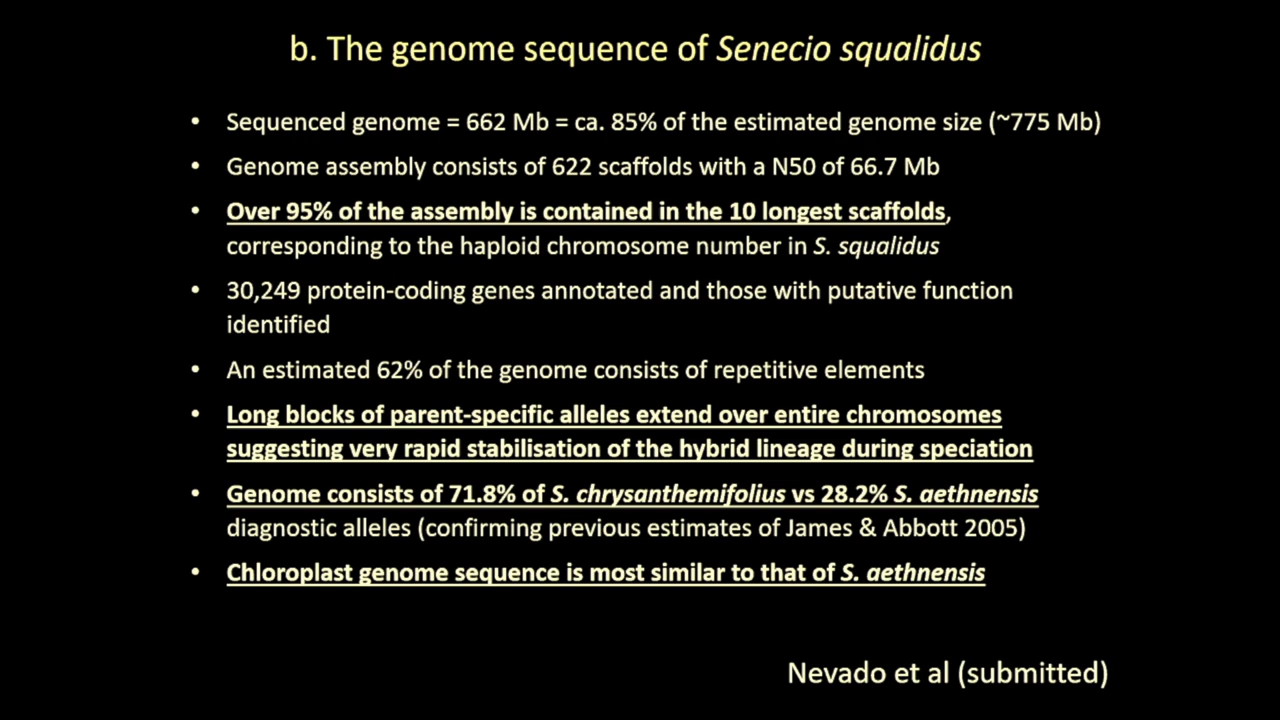 b. The genome sequence of Senecio squalidus
• Sequenced genome = 662 Mb = ca. 85% of the estimated genome size (~775 Mb)
• Genome assembly consists of 622 scaffolds with a N50 of 66.7 Mb
• Over 95% of the assembly is contained in the 10 longest scaffolds,
corresponding to the haploid chromosome number in S. squalidus
• 30,249 protein-coding genes annotated and those with putative function
identified
• An estimated 62% of the genome consists of repetitive elements
• Long blocks of parent-specific alleles extend over entire chromosomes
suggesting very rapid stabilisation of the hybrid lineage during speciation
• Genome consists of 71.8% of S. chrysanthemifolius vs 28.2% S. aethnensis
diagnostic alleles (confirming previous estimates of James & Abbott 2005)
• Chloroplast genome sequence is most similar to that of S. aethnensis
Nevado et al (submitted)